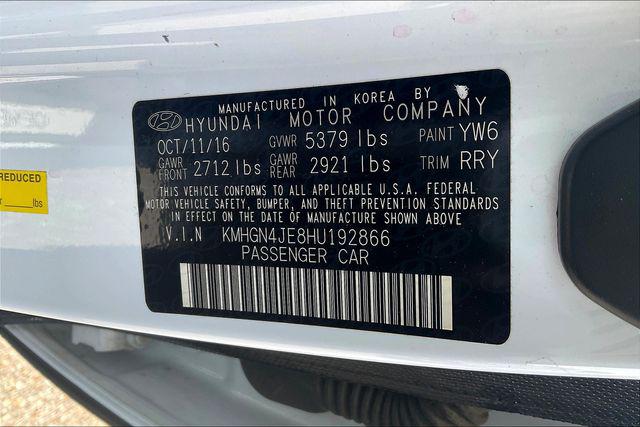 MANUFACTURED IN KOREA BY
HYUNDAI MOTOR COMPANY
OCT/11/16 GVWR 5379 lbs PAINT YW6
GAWR FRONT 2712 lbs GAWR REAR 2921 lbs TRIM RRY
THIS VEHICLE CONFORMS TO ALL APPLICABLE U.S.A. FEDERAL
MOTOR VEHICLE SAFETY, BUMPER, AND THEFT PREVENTION STANDARDS
IN EFFECT ON THE DATE OF MANUFACTURE SHOWN ABOVE
V.I.N KMHGN4JE8HU192866
PASSENGER CAR
REDUCED
lbs